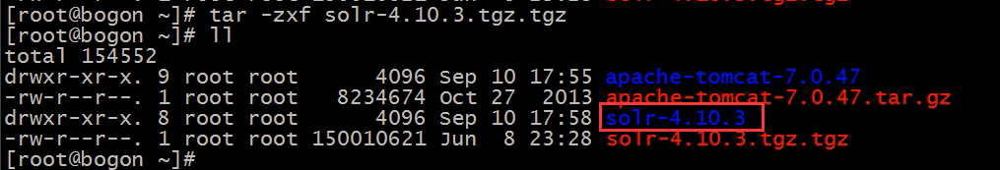 [root@bogon ~]# tar -zxf solr-4.10.3.tgz.tgz
[root@bogon ~]# ll
total 154552
drwxr-xr-x. 9 root root      4096 Sep 10 17:55 apache-tomcat-7.0.47
-rw-r--r--. 1 root root   8234674 Oct 27  2013 apache-tomcat-7.0.47.tar.gz
drwxr-xr-x. 8 root root      4096 Sep 10 17:58 solr-4.10.3
-rw-r--r--. 1 root root 150010621 Jun  8 23:28 solr-4.10.3.tgz.tgz
[root@bogon ~]#